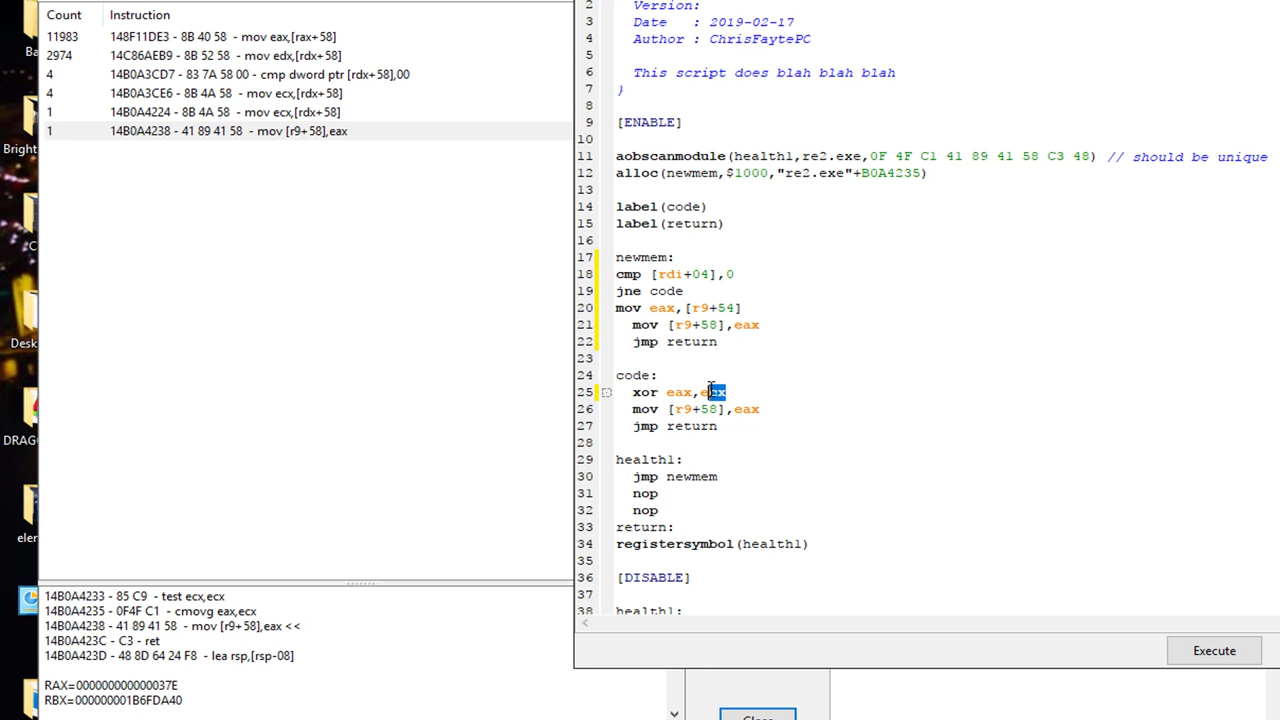 Count Instruction
11983 148F11DE3 - 8B 40 58 - mov eax,[rax+58]
2974 14C86AEB9 - 8B 52 58 - mov edx,[rdx+58]
4 14B0A3CD7 - 83 7A 58 00 - cmp dword ptr [rdx+58],00
4 14B0A3CE6 - 8B 4A 58 - mov ecx,[rdx+58]
1 14B0A4224 - 8B 4A 58 - mov ecx,[rdx+58]
1 14B0A4238 - 41 89 41 58 - mov [r9+58],eax
14B0A4233 - 85 C9 - test ecx,ecx
14B0A4235 - 0F4F C1 - cmovg eax,ecx
14B0A4238 - 41 89 41 58 - mov [r9+58],eax <<
14B0A423C - C3 - ret
14B0A423D - 48 8D 64 24 F8 - lea rsp,[rsp-08]
RAX=000000000000037E
RBX=000000001B6FDA40
2 Version:
3 Date : 2019-02-17
4 Author : ChrisFaytePC
5
6 This script does blah blah blah
7 }
8
9 [ENABLE]
10
11 aobscanmodule(health1,re2.exe,0F 4F C1 41 89 41 58 C3 48) // should be unique
12 alloc(newmem,$1000,"re2.exe"+B0A4235)
13
14 label(code)
15 label(return)
16
17 newmem:
18 cmp [rdi+04],0
19 jne code
20 mov eax,[r9+54]
21 mov [r9+58],eax
22 jmp return
23
24 code:
25 xor eax,eax
26 mov [r9+58],eax
27 jmp return
28
29 health1:
30 jmp newmem
31 nop
32 nop
33 return:
34 registersymbol(health1)
35
36 [DISABLE]
37
38 health1:
Execute
Bright
Desk
DRAG
elen